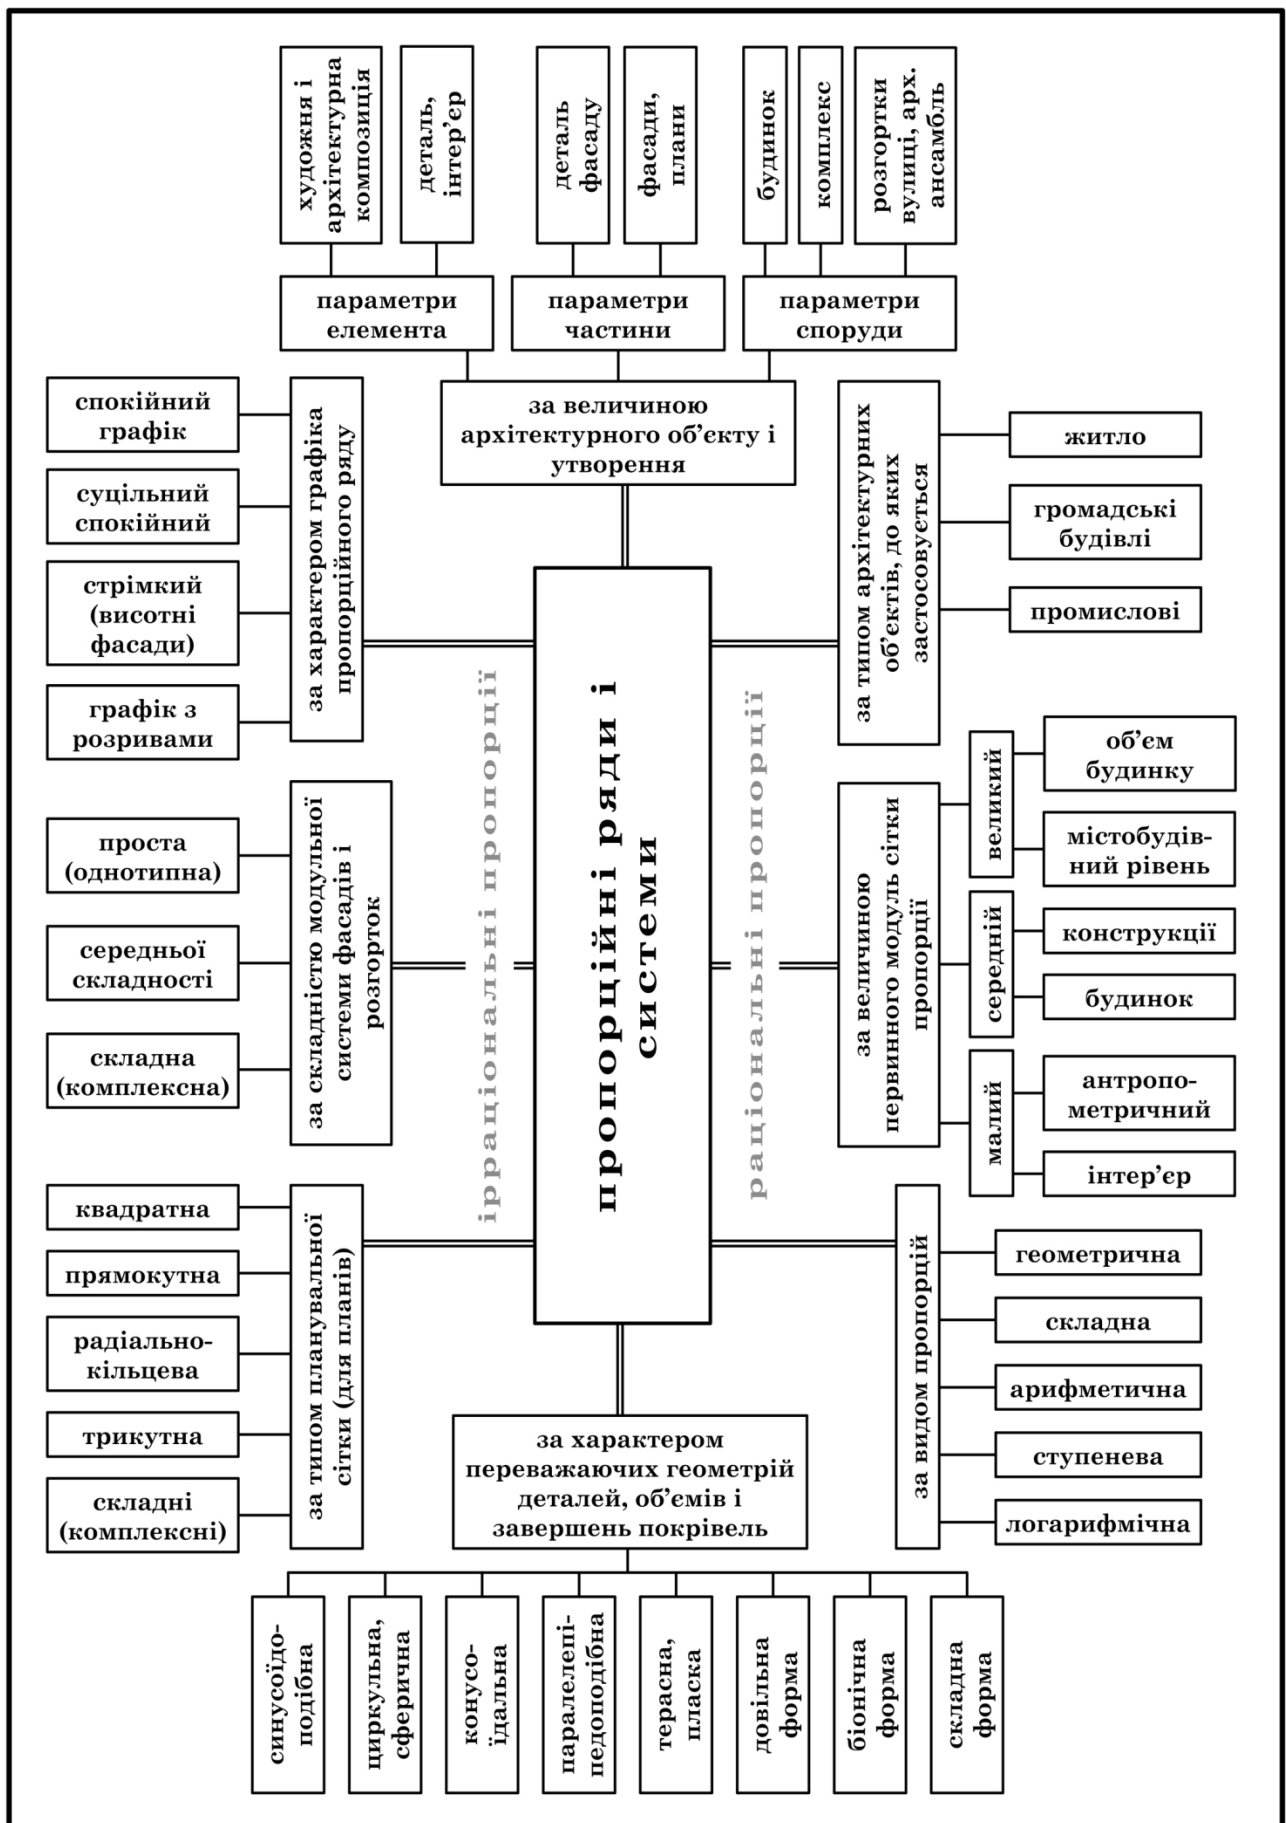 художня і
архітектурна
композиція
деталь,
інтер’єр
деталь
фасаду
фасади,
плани
будинок
комплекс
розгортки
вулиці, арх.
ансамбль
параметри
елемента
параметри
частини
параметри
споруди
за величиною
архітектурного об’єкту і
утворення
спокійний
графік
суцільний
спокійний
стрімкий
(висотні
фасади)
графік з
розривами
за характером графіка
пропорційного ряду
за типом архітектурних
об’єктів, до яких
застосовується
житло
громадські
будівлі
промислові
ірраціональні пропорції
пропорційні ряди і
системи
раціональні пропорції
проста
(однотипна)
середньої
складності
складна
(комплексна)
за складністю модульної
системи фасадів і
розгорток
за величиною
первинного модуль сітки
пропорції
великий
об’єм
будинку
містобудів-
ний рівень
середній
конструкції
будинок
малий
антропо-
метричний
інтер’єр
квадратна
прямокутна
радіально-
кільцева
трикутна
складні
(комплексні)
за типом планувальної
сітки (для планів)
за видом пропорцій
геометрична
складна
арифметична
ступенева
логарифмічна
за характером
переважаючих геометрій
деталей, об’ємів і
завершень покрівель
синусоїдо-
подібна
циркульна,
сферична
конусо-
їдальна
паралелепі-
педоподібна
терасна,
пласка
довільна
форма
біонічна
форма
складна
форма